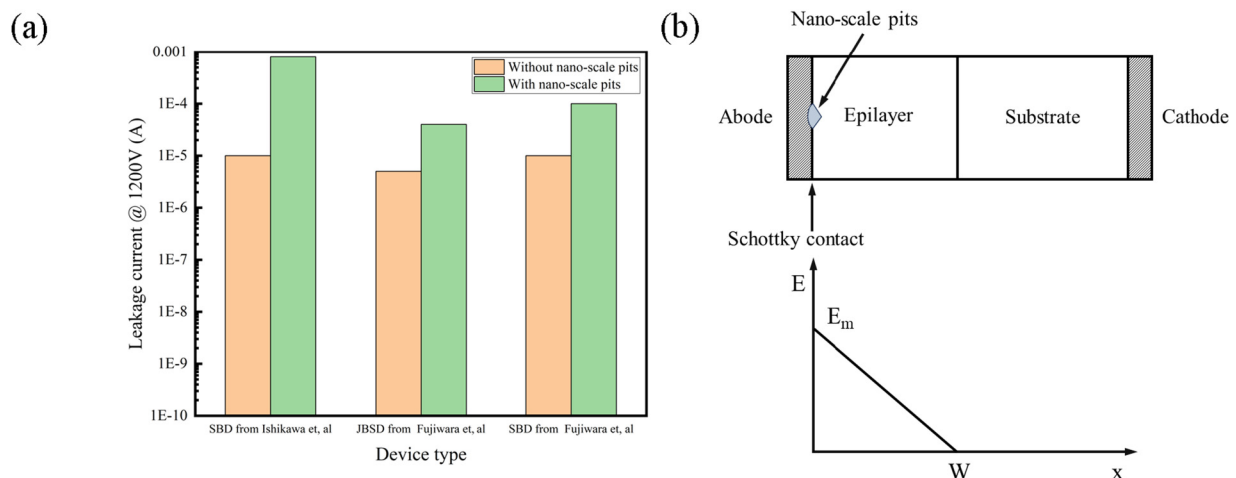 (a)
0.001
1E-4
1E-5
1E-6
1E-7
1E-8
1E-9
1E-10
Leakage current @ 1200V (A)
Without nano-scale pits
With nano-scale pits
SBD from Ishikawa et, al
JBSD from Fujiwara et, al
SBD from Fujiwara et, al
Device type
(b)
Nano-scale pits
Abode
Epilayer
Substrate
Cathode
Schottky contact
E
Em
W
x